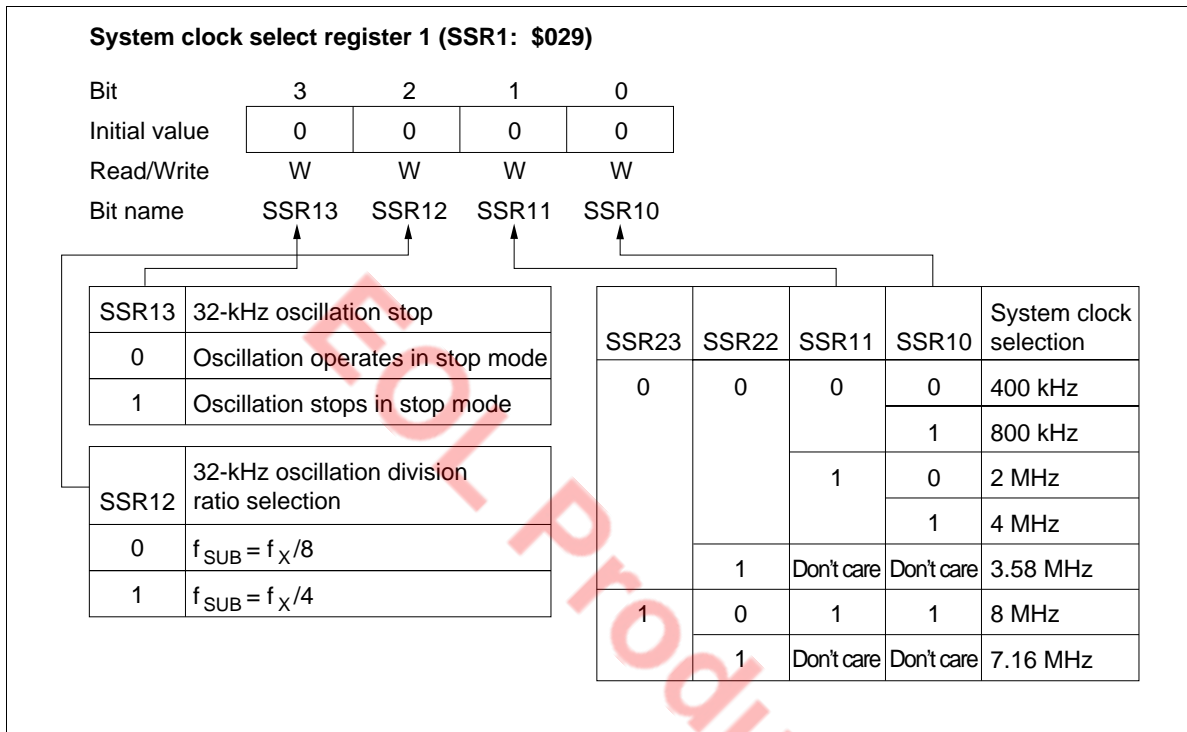 System clock select register 1 (SSR1: $029)
Bit 3 2 1 0
Initial value 0 0 0 0
Read/Write W W W W
Bit name SSR13 SSR12 SSR11 SSR10
SSR13 32-kHz oscillation stop
0 Oscillation operates in stop mode
1 Oscillation stops in stop mode
SSR12 32-kHz oscillation division
ratio selection
0 f SUB = f X /8
1 f SUB = f X /4
SSR23 SSR22 SSR11 SSR10 System clock
selection
0 0 0 0 400 kHz
1 800 kHz
1 0 2 MHz
1 4 MHz
1 Don't care Don't care 3.58 MHz
1 0 1 1 8 MHz
1 Don't care Don't care 7.16 MHz
EOL Produ